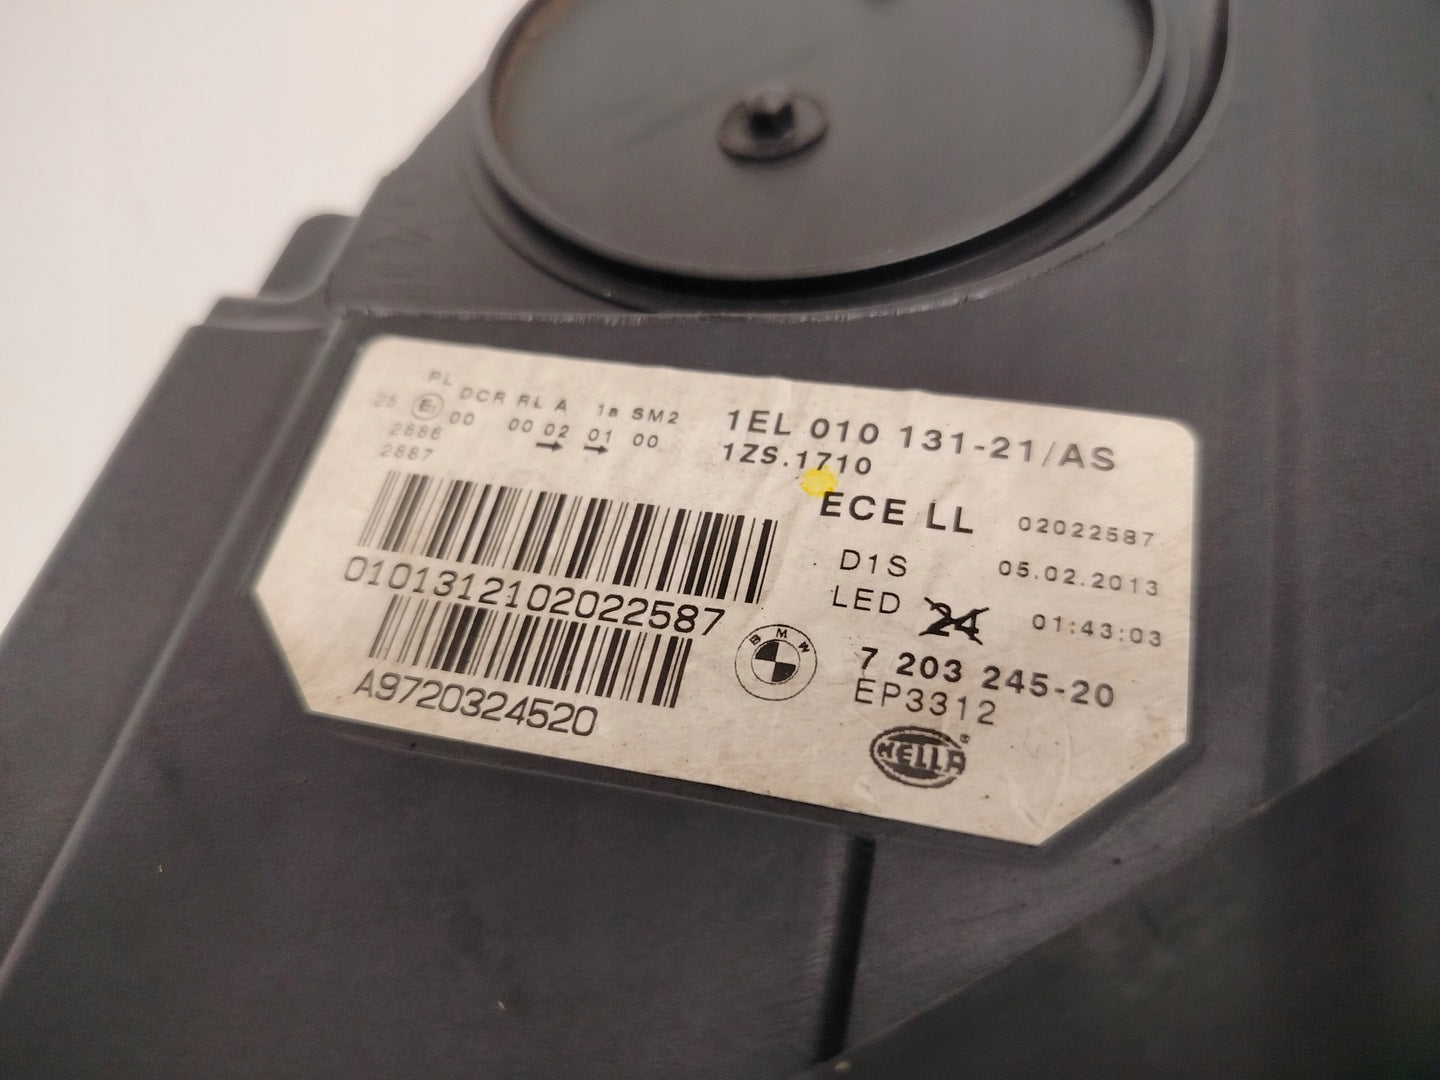 PL DCR RL A 1a SM2
25 E1 00 00 02 01 00
2886
2887
1EL 010 131-21/AS
1ZS.1710
ECE LL 02022587
D1S 05.02.2013
LED 24 01:43:03
0101312102022587
BMW
7 203 245-20
A9720324520
EP3312
HELLA®